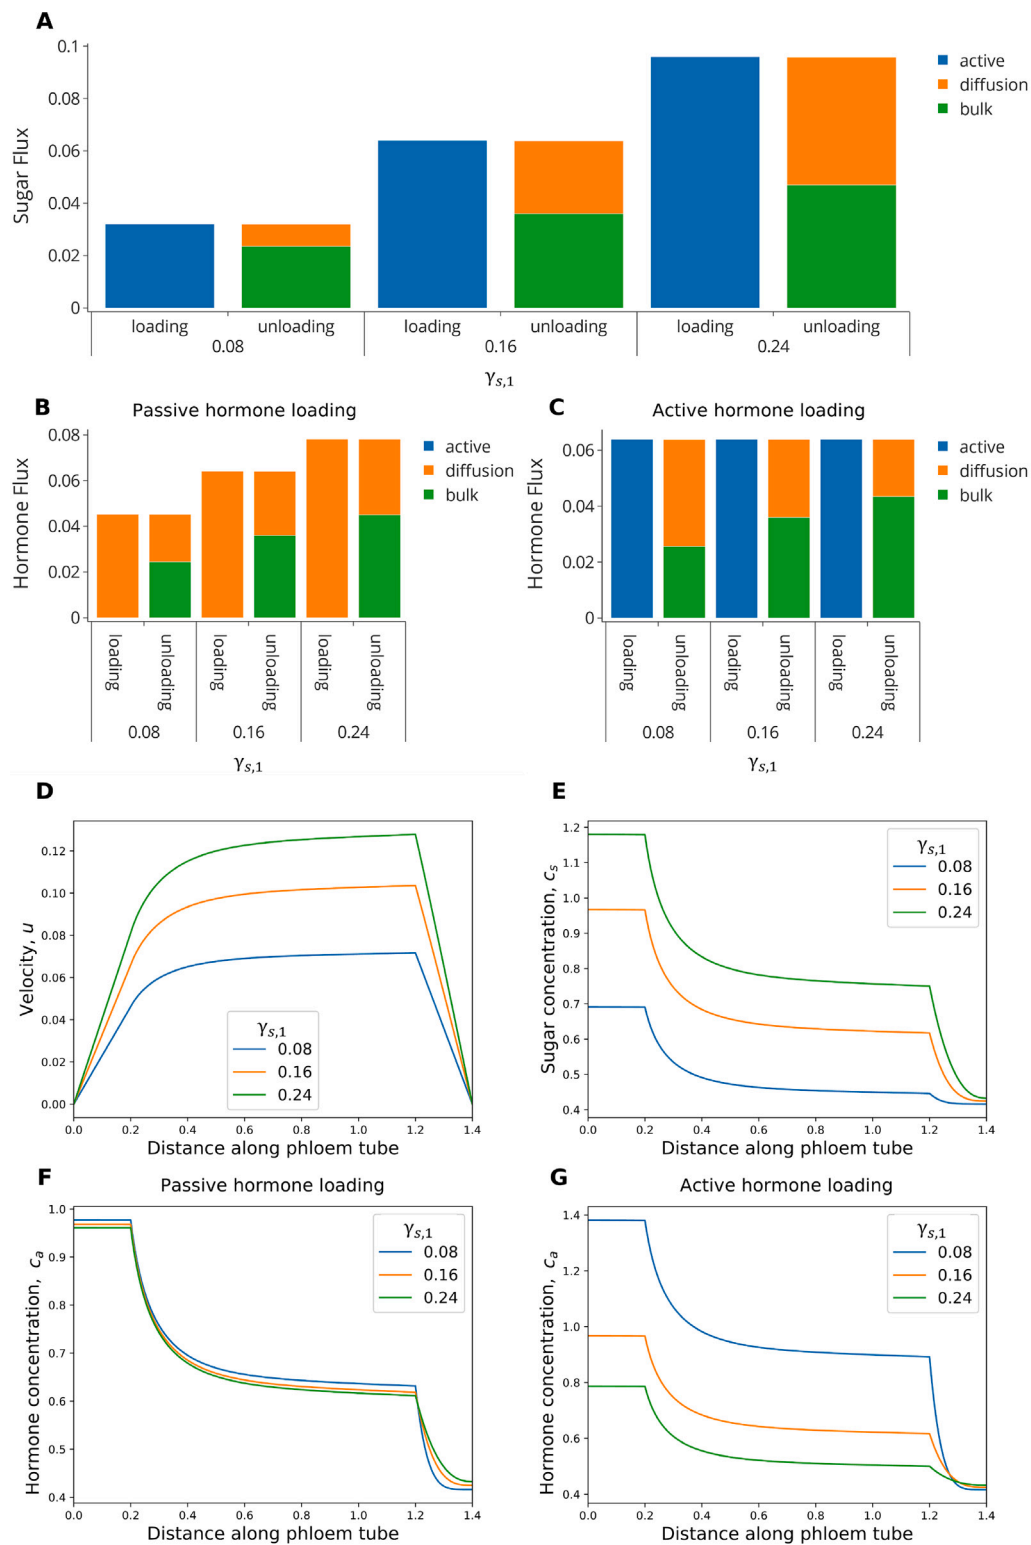 A
0.1
0.08
0.06
0.04
0.02
0
Sugar Flux
active
diffusion
bulk
loading unloading loading unloading loading unloading
0.08 0.16 0.24
γs,1
B Passive hormone loading
0.08
0.06
0.04
0.02
0
Hormone Flux
active
diffusion
bulk
loading unloading loading unloading loading unloading
0.08 0.16 0.24
γs,1
C Active hormone loading
0.06
0.04
0.02
0
Hormone Flux
active
diffusion
bulk
loading unloading loading unloading loading unloading
0.08 0.16 0.24
γs,1
D
0.12
0.10
0.08
0.06
0.04
0.02
0.00
Velocity, u
γs,1
0.08
0.16
0.24
0.0 0.2 0.4 0.6 0.8 1.0 1.2 1.4
Distance along phloem tube
E
1.2
1.1
1.0
0.9
0.8
0.7
0.6
0.5
0.4
Sugar concentration, cs
γs,1
0.08
0.16
0.24
0.0 0.2 0.4 0.6 0.8 1.0 1.2 1.4
Distance along phloem tube
F Passive hormone loading
1.0
0.9
0.8
0.7
0.6
0.5
0.4
Hormone concentration, ca
γs,1
0.08
0.16
0.24
0.0 0.2 0.4 0.6 0.8 1.0 1.2 1.4
Distance along phloem tube
G Active hormone loading
1.4
1.2
1.0
0.8
0.6
0.4
Hormone concentration, ca
γs,1
0.08
0.16
0.24
0.0 0.2 0.4 0.6 0.8 1.0 1.2 1.4
Distance along phloem tube